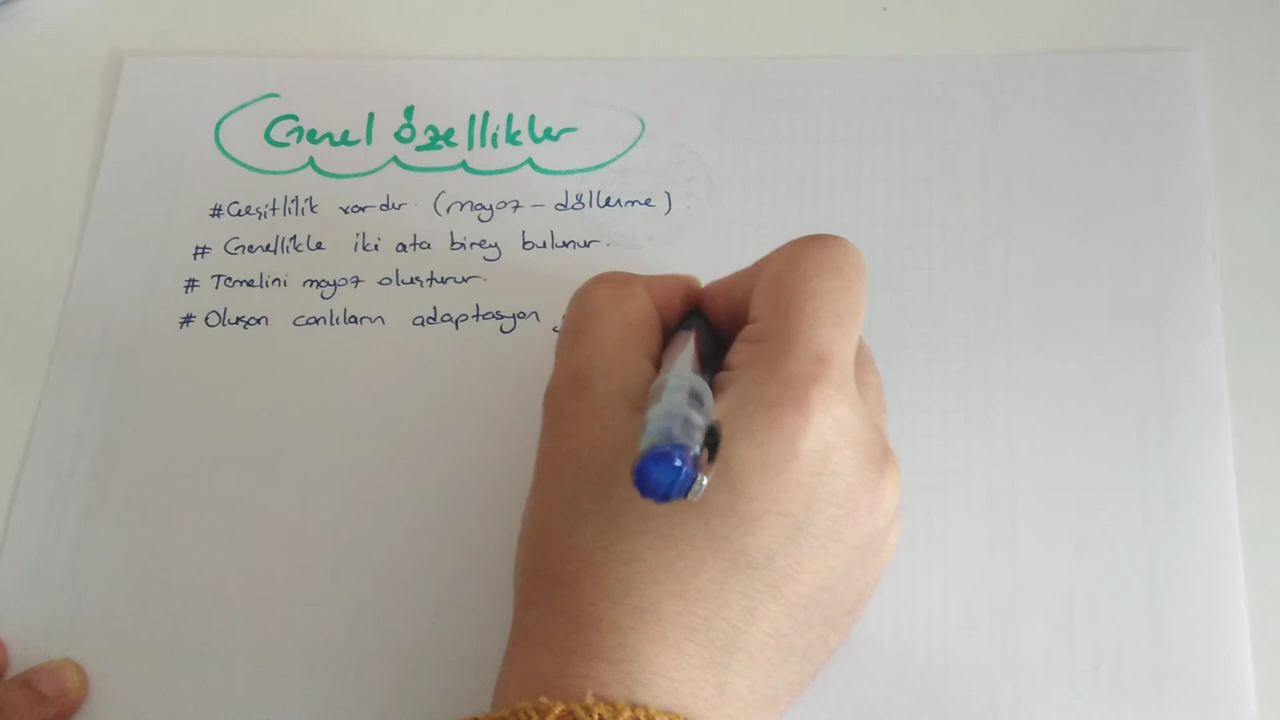 Genel özellikler
#Çeşitlilik vardır. (mayoz - döllenme)
# Genellikle iki ata birey bulunur.
# Temelini mayoz oluşturur.
# Oluşan canlıların adaptasyon